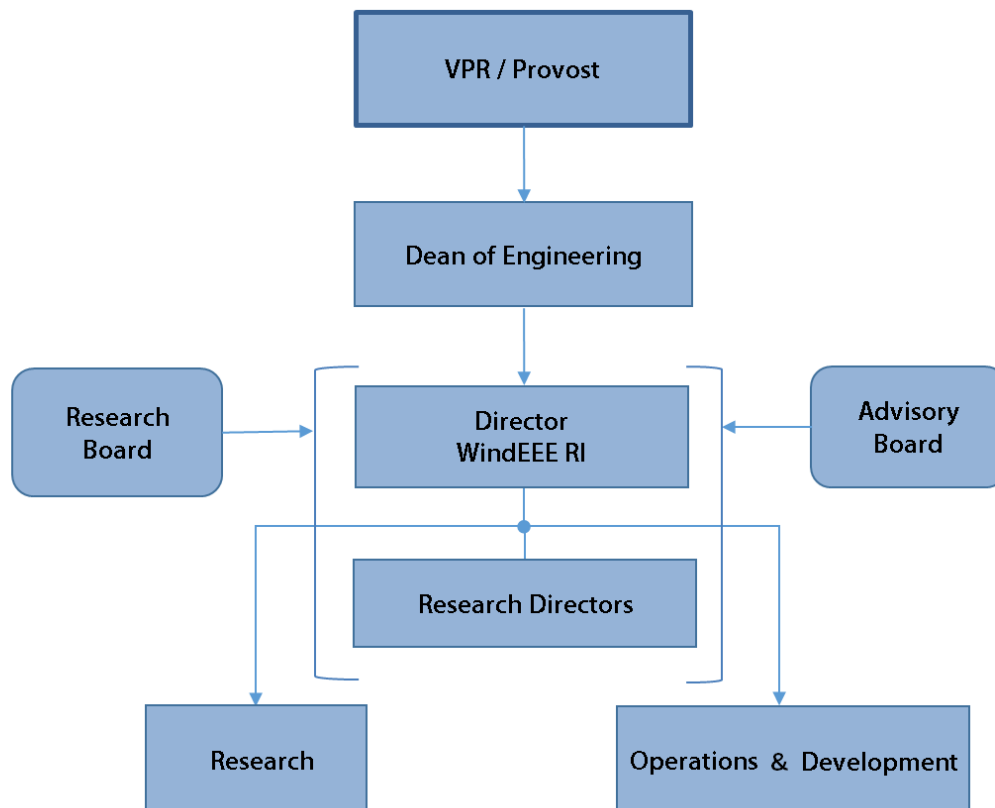 VPR / Provost
Dean of Engineering
Research
Board
Director
WindEEE RI
Advisory
Board
Research Directors
Research
Operations & Development